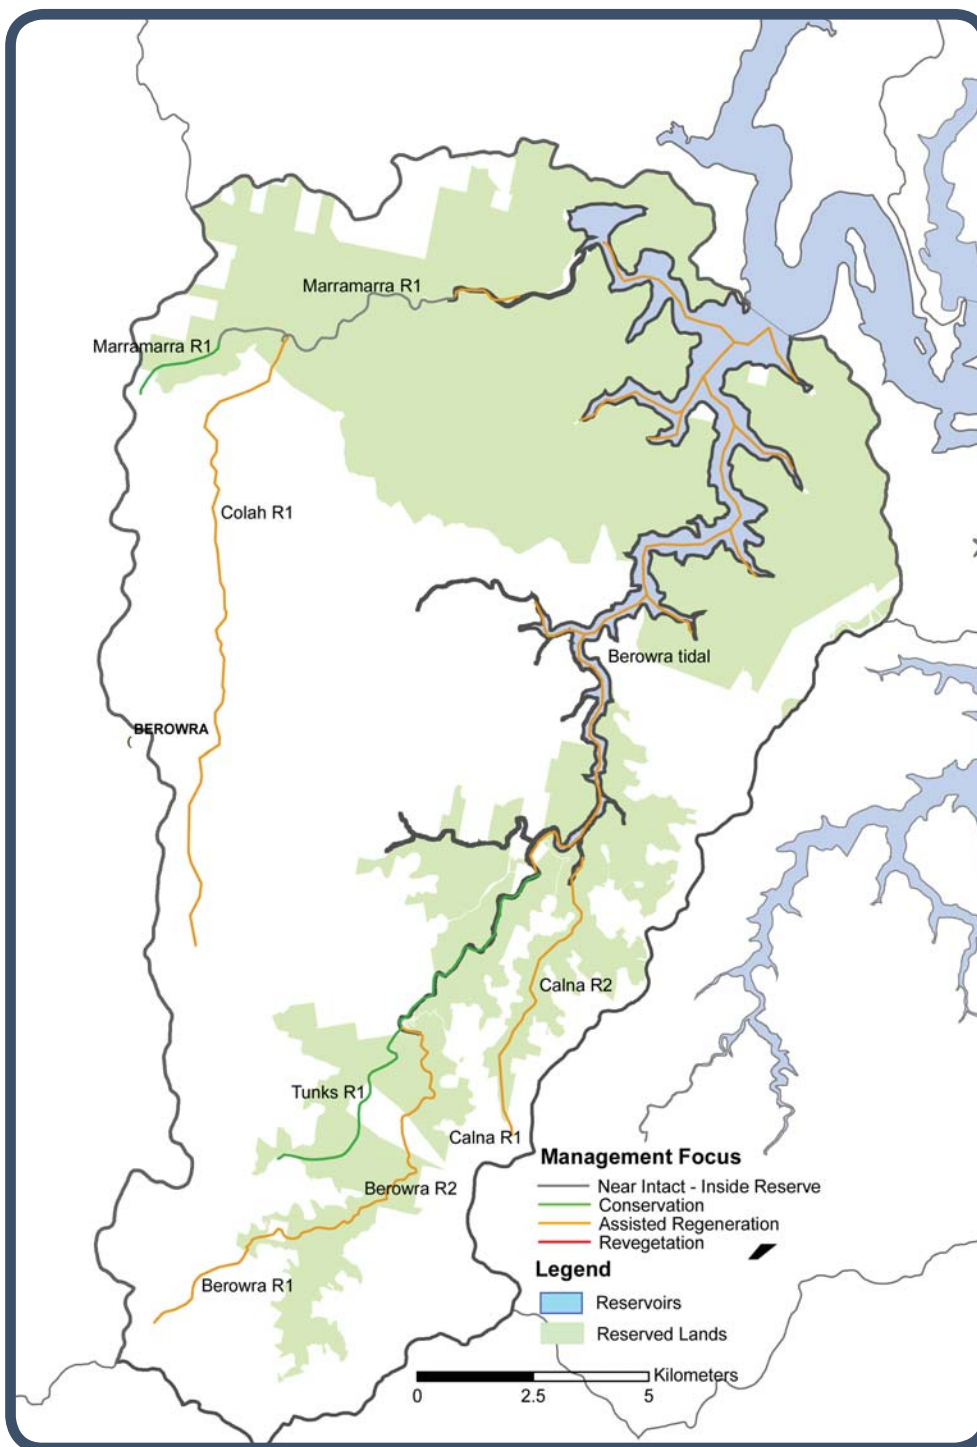 Marramarra R1
Marramarra R1
Colah R1
Berowra tidal
BEROWRA
Calna R2
Tunks R1
Calna R1
Berowra R2
Berowra R1
Management Focus
Near Intact - Inside Reserve
Conservation
Assisted Regeneration
Revegetation
Legend
Reservoirs
Reserved Lands
Kilometers
0 2.5 5